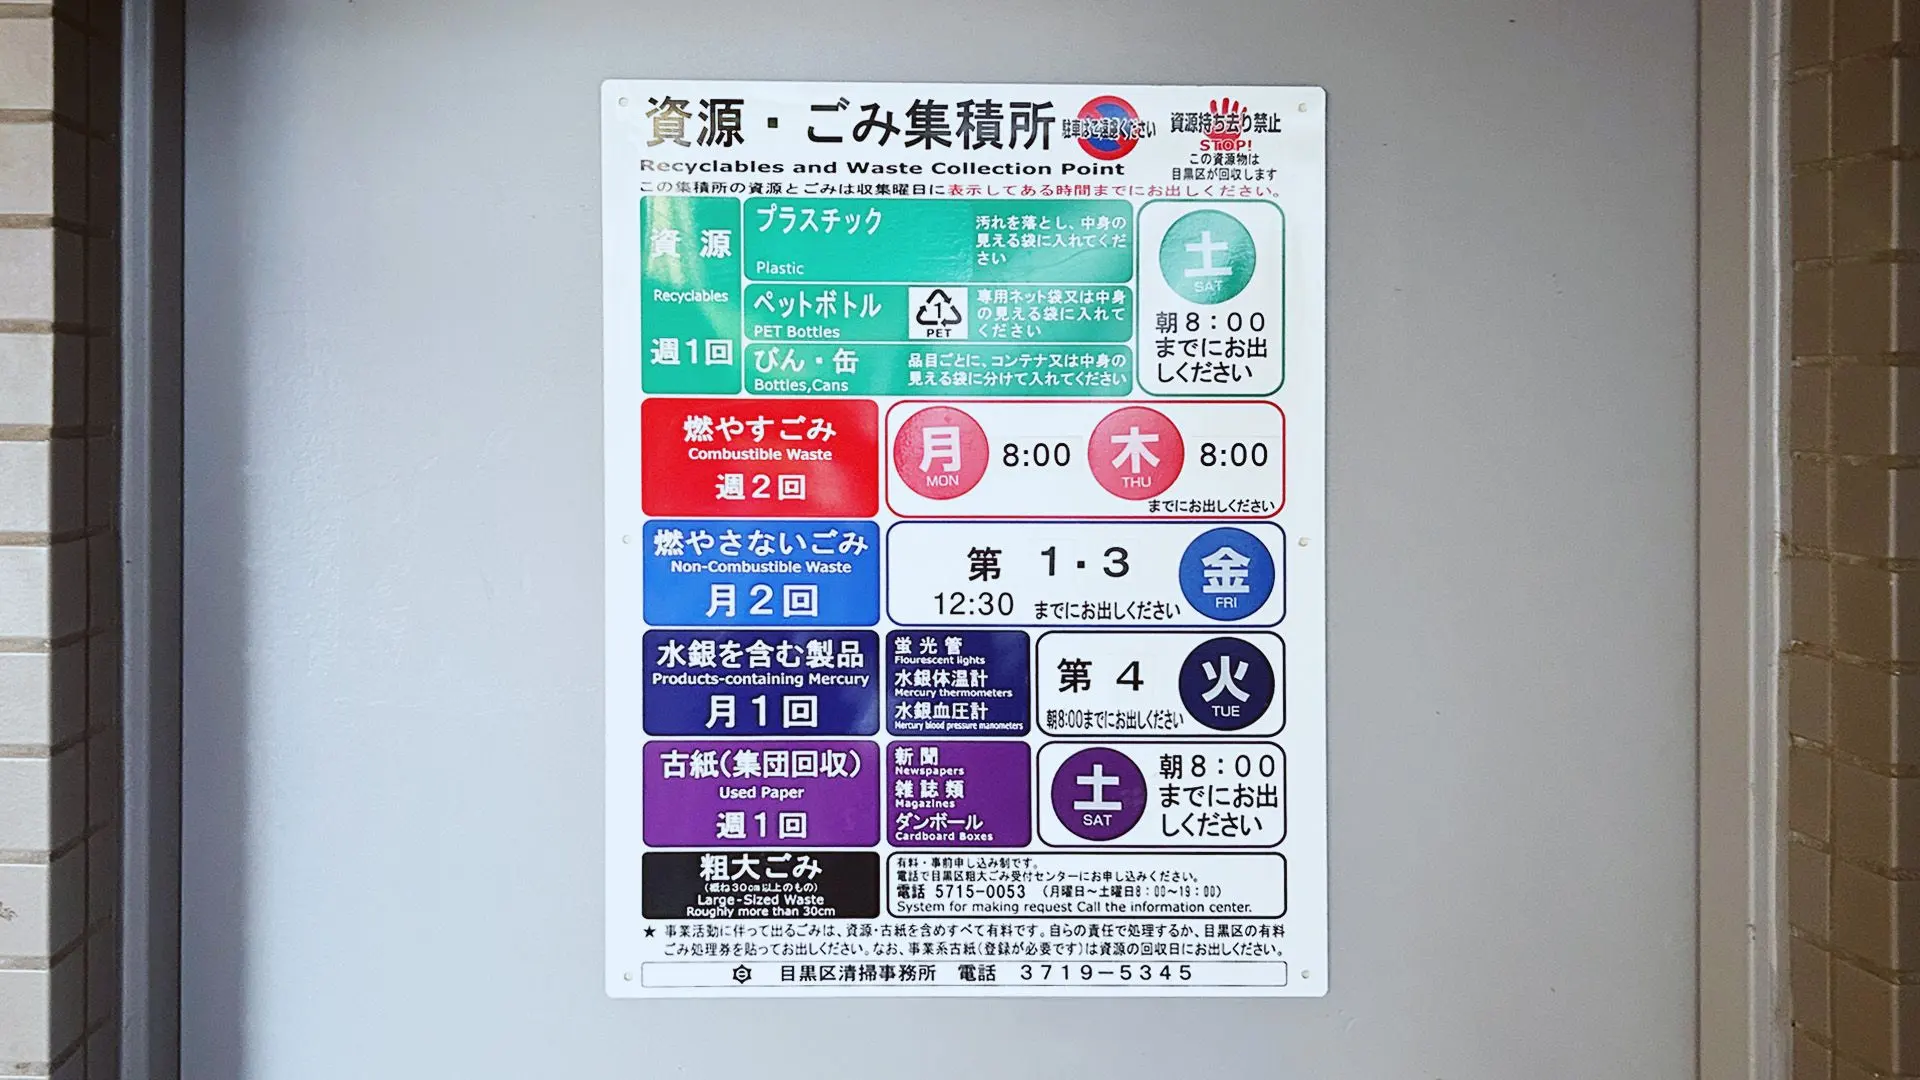 資源・ごみ集積所
駐車はご遠慮ください
資源持ち去り禁止
STOP!
この資源物は
目黒区が回収します
Recyclables and Waste Collection Point
この集積所の資源とごみは収集曜日に表示してある時間までにお出しください。
資源
Recyclables
週1回
プラスチック
Plastic
汚れを落とし、中身の
見える袋に入れてくだ
さい
ペットボトル
PET Bottles
1
PET
専用ネット袋又は中身
の見える袋に入れて
ください
びん・缶
Bottles,Cans
品目ごとに、コンテナ又は中身の
見える袋に分けて入れてください
土
SAT
朝8:00
までにお出
しください
燃やすごみ
Combustible Waste
週2回
月
MON
8:00
木
THU
8:00
までにお出しください
燃やさないごみ
Non-Combustible Waste
月2回
第 1・3
12:30 までにお出しください
金
FRI
水銀を含む製品
Products-containing Mercury
月1回
蛍光管
Flourescent lights
水銀体温計
Mercury thermometers
水銀血圧計
Mercury blood pressure manometers
第 4
朝8:00までにお出しください
火
TUE
古紙(集団回収)
Used Paper
週1回
新聞
Newspapers
雑誌類
Magazines
ダンボール
Cardboard Boxes
土
SAT
朝8:00
までにお出
しください
粗大ごみ
(概ね30cm以上のもの)
Large-Sized Waste
Roughly more than 30cm
有料・事前申し込み制です。
電話で目黒区粗大ごみ受付センターにお申し込みください。
電話 5715-0053 (月曜日〜土曜日8:00〜19:00)
System for making request Call the information center.
★ 事業活動に伴って出るごみは、資源・古紙を含めすべて有料です。自らの責任で処理するか、目黒区の有料
ごみ処理券を貼ってお出しください。なお、事業系古紙(登録が必要です)は資源の回収日にお出しください。
目黒区清掃事務所 電話 3719-5345